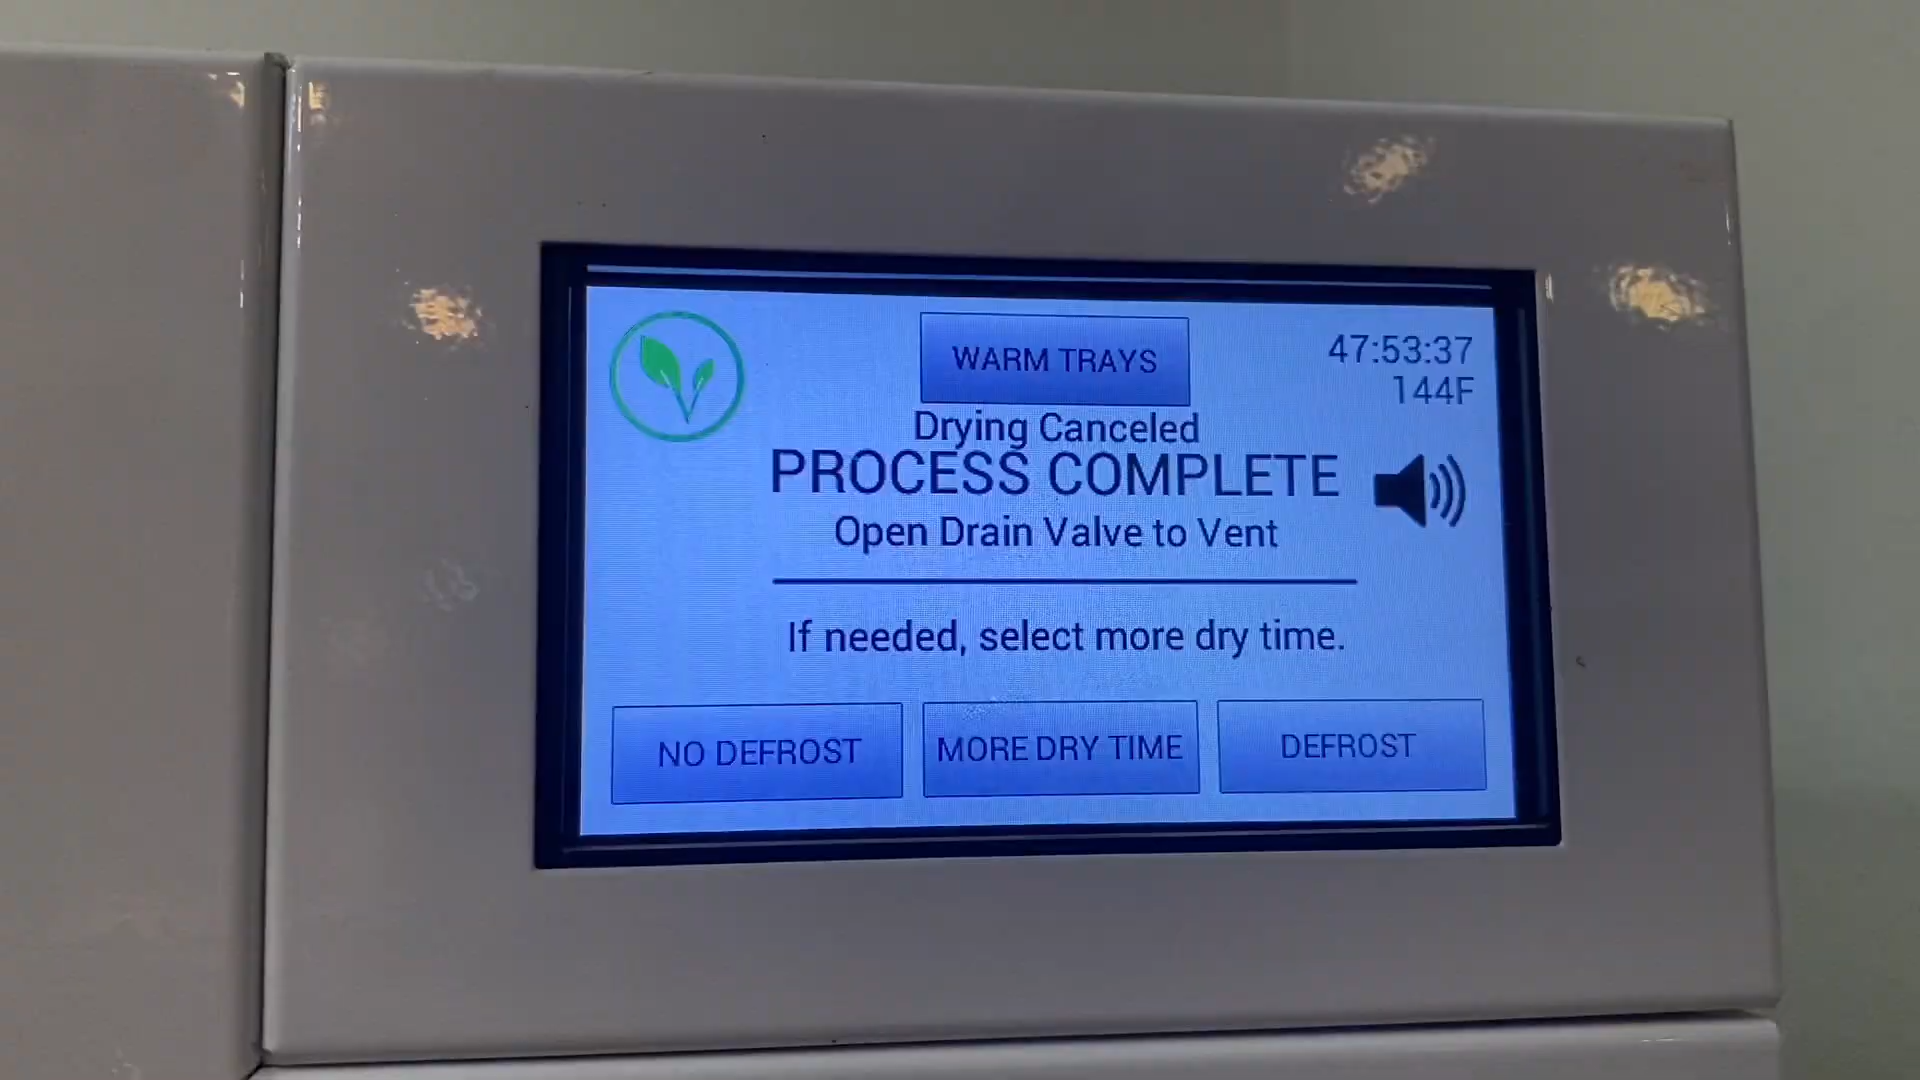 WARM TRAYS
47:53:37
144F
Drying Canceled
PROCESS COMPLETE
Open Drain Valve to Vent
If needed, select more dry time.
NO DEFROST
MORE DRY TIME
DEFROST